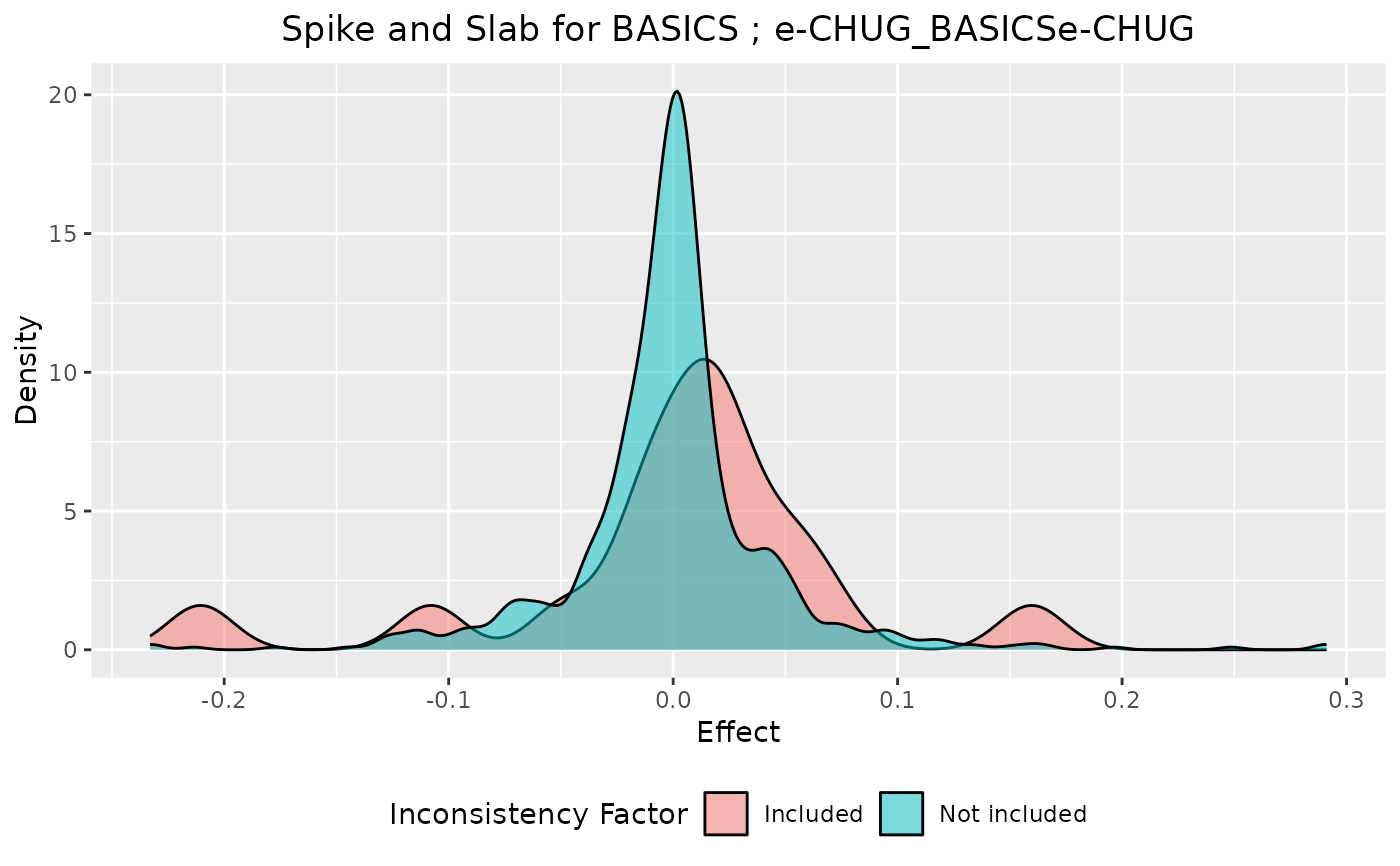 Spike and Slab for BASICS ; e-CHUG_BASICSe-CHUG
20
15
10
5
0
Density
-0.2 -0.1 0.0 0.1 0.2 0.3
Effect
Inconsistency Factor Included Not included